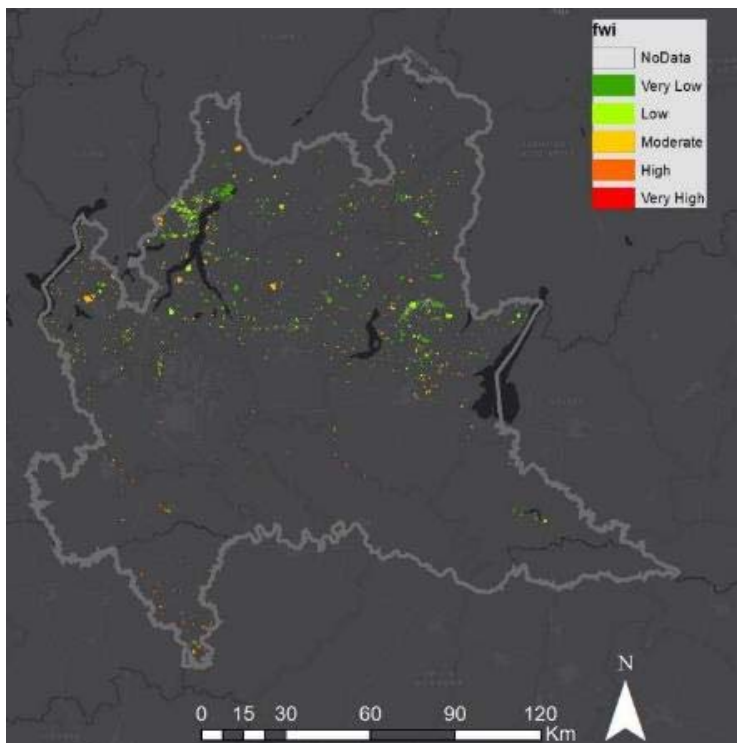 fwi
NoData
Very Low
Low
Moderate
High
Very High
N
0 15 30 60 90 120
Km